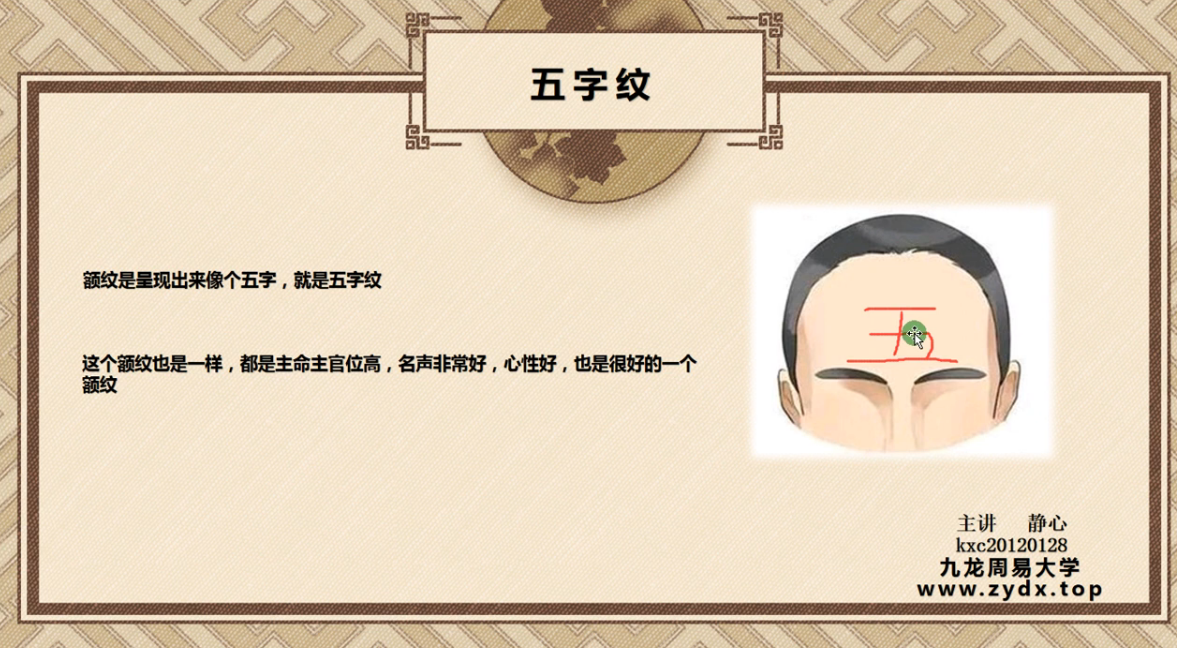 五字纹
额纹是呈现出来像个五字，就是五字纹
这个额纹也是一样，都是主命主官位高，名声非常好，心性好，也是很好的一个
额纹
五
主讲 静心
kxc20120128
九龙周易大学
www.zydx.top